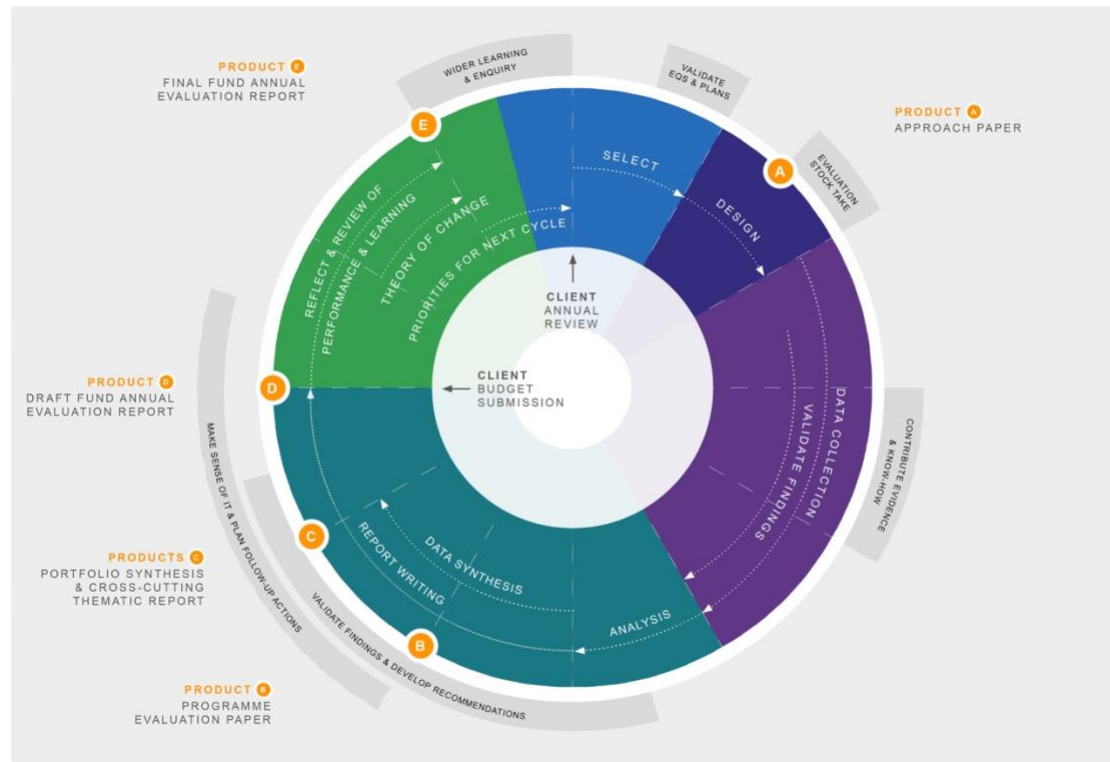 PRODUCT E
FINAL FUND ANNUAL
EVALUATION REPORT
WIDER LEARNING
& ENQUIRY
VALIDATE
EQS & PLANS
PRODUCT A
APPROACH PAPER
EVALUATION
STOCK TAKE
E
A
SELECT
DESIGN
REFLECT & REVIEW OF
PERFORMANCE & LEARNING
THEORY OF CHANGE
PRIORITIES FOR NEXT CYCLE
CLIENT
ANNUAL
REVIEW
CLIENT
BUDGET
SUBMISSION
PRODUCT D
DRAFT FUND ANNUAL
EVALUATION REPORT
D
DATA COLLECTION
VALIDATE FINDINGS
CONTRIBUTE EVIDENCE
& KNOW-HOW
MAKE SENSE OF IT & PLAN FOLLOW-UP ACTIONS
C
REPORT WRITING
DATA SYNTHESIS
ANALYSIS
PRODUCTS C
PORTFOLIO SYNTHESIS
& CROSS-CUTTING
THEMATIC REPORT
B
VALIDATE FINDINGS & DEVELOP RECOMMENDATIONS
PRODUCT B
PROGRAMME
EVALUATION PAPER